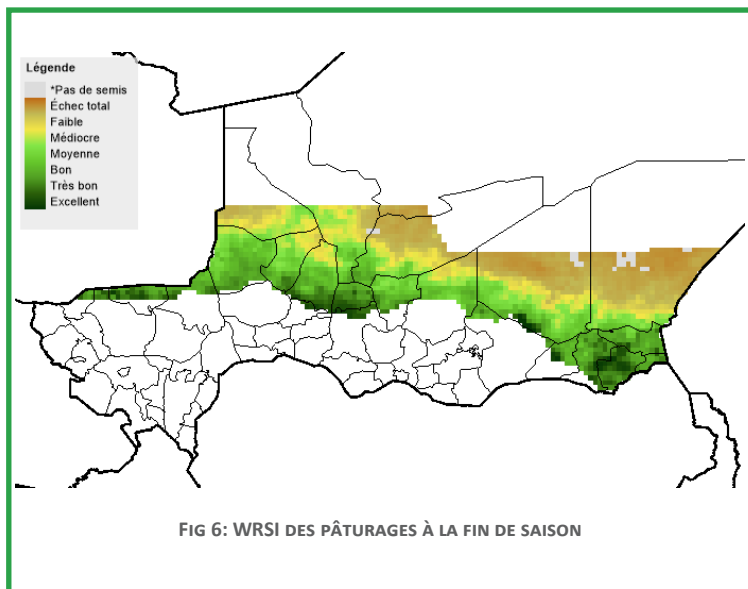 Légende
*Pas de semis
Échec total
Faible
Médiocre
Moyenne
Bon
Très bon
Excellent
FIG 6: WRSI DES PÂTURAGES À LA FIN DE SAISON